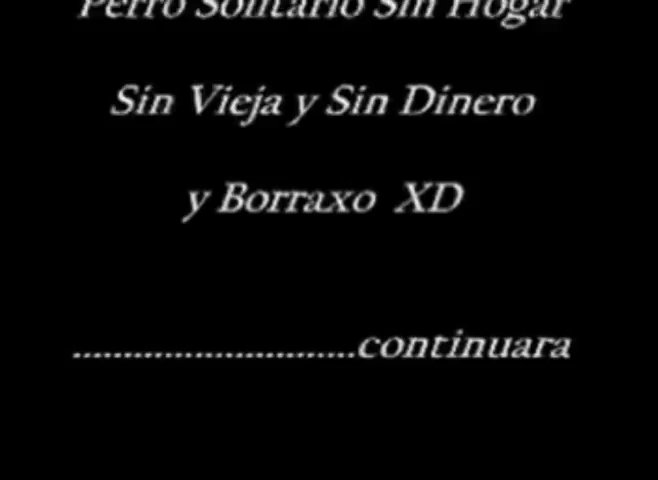 Perro Solitario Sin Hogar
Sin Vieja y Sin Dinero
y Borraxo XD
............................continuara